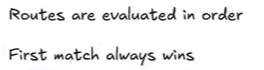 Routes are evaluated in order
First match always wins